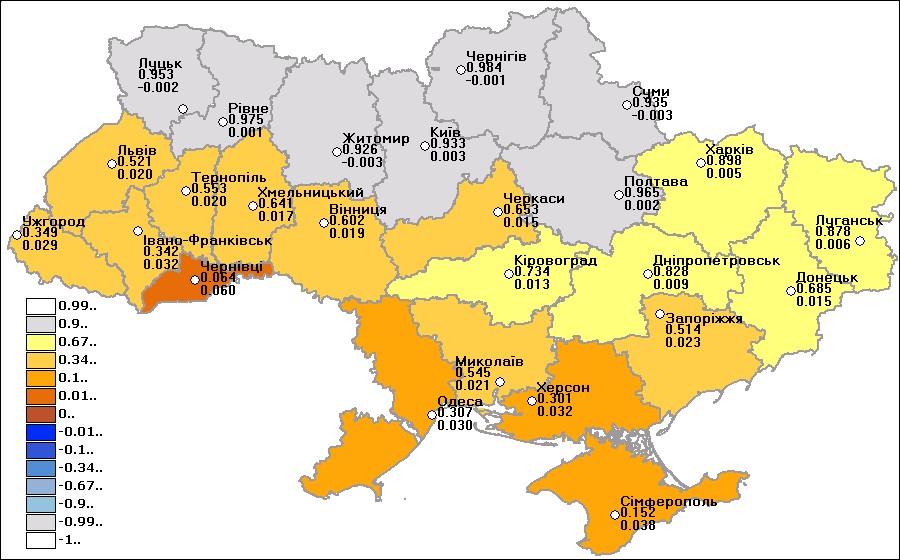 Луцьк
0.953
-0.002
Рівне
0.975
0.001
Житомир
0.926
-0.003
Київ
0.933
0.003
Чернігів
0.984
-0.001
Суми
0.935
-0.003
Львів
0.521
0.020
Тернопіль
0.553
0.020
Хмельницький
0.641
0.017
Вінниця
0.602
0.019
Черкаси
0.653
0.015
Полтава
0.965
0.002
Харків
0.898
0.005
Луганськ
0.878
0.006
Ужгород
0.349
0.029
Івано-Франківськ
0.342
0.032
Чернівці
0.064
0.060
Кіровоград
0.734
0.013
Дніпропетровськ
0.828
0.009
Донецьк
0.685
0.015
Запоріжжя
0.514
0.023
Миколаїв
0.545
0.021
Одеса
0.307
0.030
Херсон
0.301
0.032
Сімферополь
0.152
0.038
0.99..
0.9..
0.67..
0.34..
0.1..
0.01..
0..
-0.01..
-0.1..
-0.34..
-0.67..
-0.9..
-0.99..
-1..